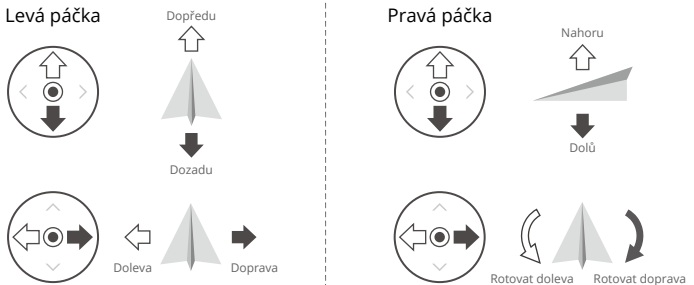 Levá páčka
Dopředu
Dozadu
Doleva
Doprava
Pravá páčka
Nahoru
Dolů
Rotovat doleva
Rotovat doprava